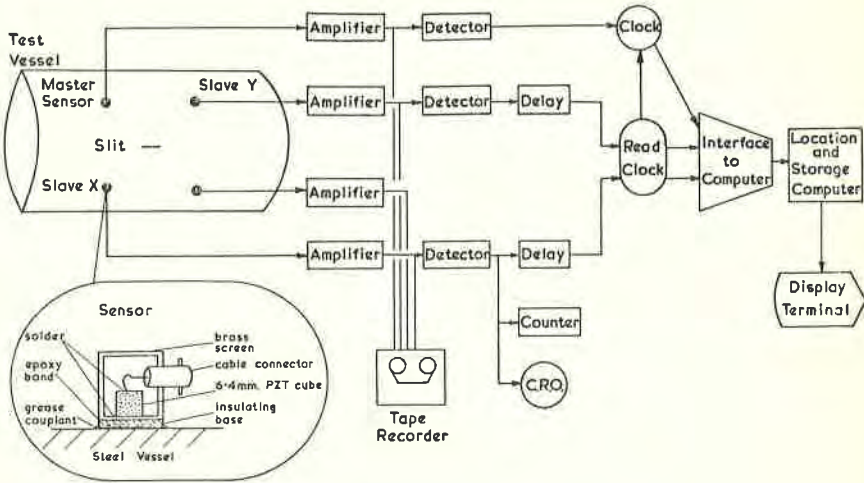 Test
Vessel
Master
Sensor
Slave Y
Slit
Slave X
Amplifier
Detector
Clock
Amplifier
Detector
Delay
Amplifier
Amplifier
Detector
Delay
Read
Clock
Interface
to
Computer
Location
and
Storage
Computer
Display
Terminal
Counter
C.R.O.
Tape
Recorder
Sensor
solder
epoxy
bond
grease
couplant
brass
screen
cable connector
6·4mm. PZT cube
insulating
base
Steel Vessel